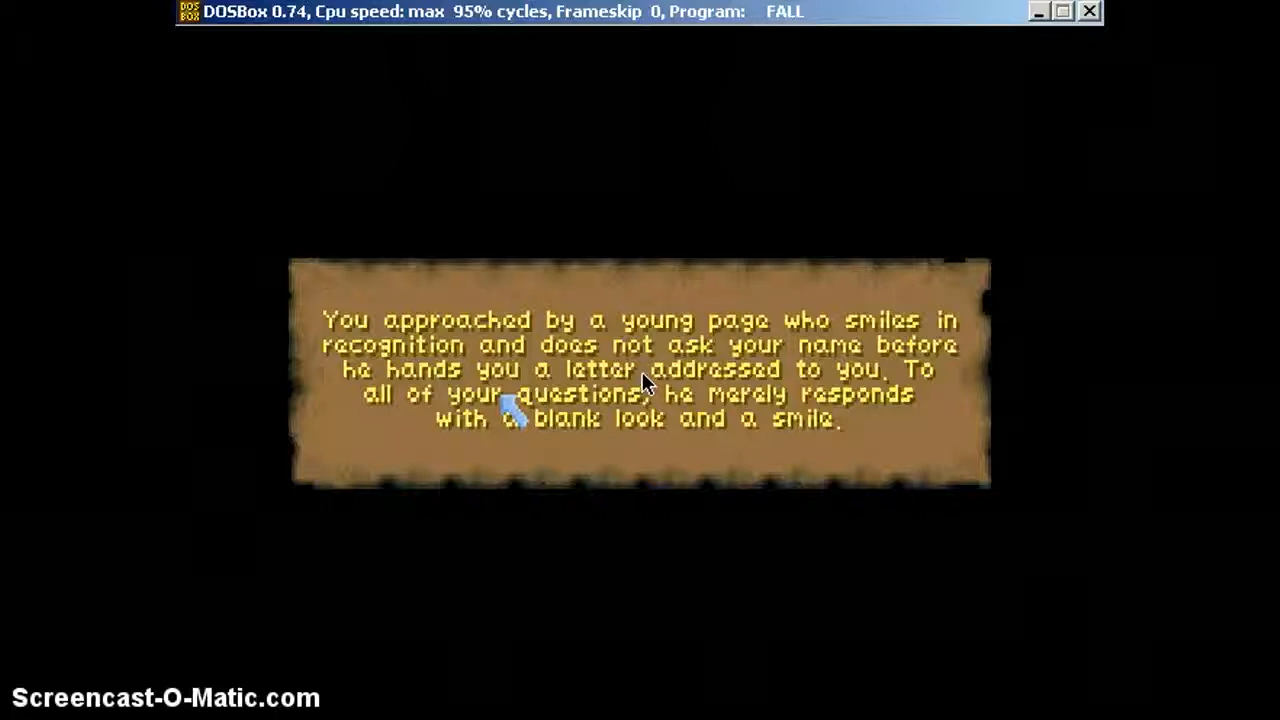 DOS BOX
DOSBox 0.74, Cpu speed: max 95% cycles, Frameskip 0, Program: FALL
You approached by a young page who smiles in
recognition and does not ask your name before
he hands you a letter addressed to you. To
all of your questions, he merely responds
with a blank look and a smile.
Screencast-O-Matic.com